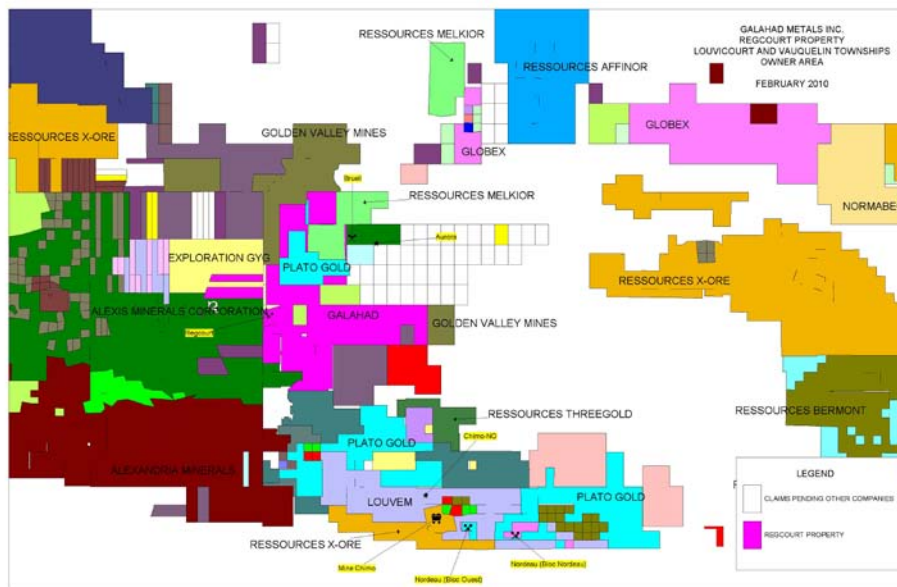 GALAHAD METALS INC.
REGCOURT PROPERTY
LOUVICOURT AND VAUQUELIN TOWNSHIPS
OWNER AREA
FEBRUARY 2010
RESSOURCES MELKIOR
RESSOURCES AFFINOR
RESSOURCES X-ORE
GOLDEN VALLEY MINES
GLOBEX
GLOBEX
Bruell
RESSOURCES MELKIOR
NORMABE
Aurora
EXPLORATION GYG
PLATO GOLD
RESSOURCES X-ORE
ALEXIS MINERALS CORPORATION
GALAHAD
GOLDEN VALLEY MINES
Regcourt
RESSOURCES THREEGOLD
RESSOURCES BERMONT
Chimo-NO
PLATO GOLD
ALEXANDRIA MINERALS
LOUVEM
PLATO GOLD
RESSOURCES X-ORE
Mine Chimo
Nordeau (Bloc Ouest)
Nordeau (Bloc Nordeau)
LEGEND
CLAIMS PENDING OTHER COMPANIES
REGCOURT PROPERTY